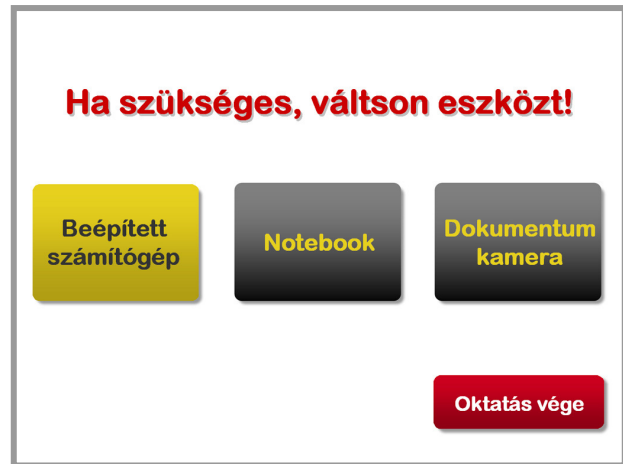 Ha szükséges, váltson eszközt!
Beépített
számítógép
Notebook
Dokumentum
kamera
Oktatás vége